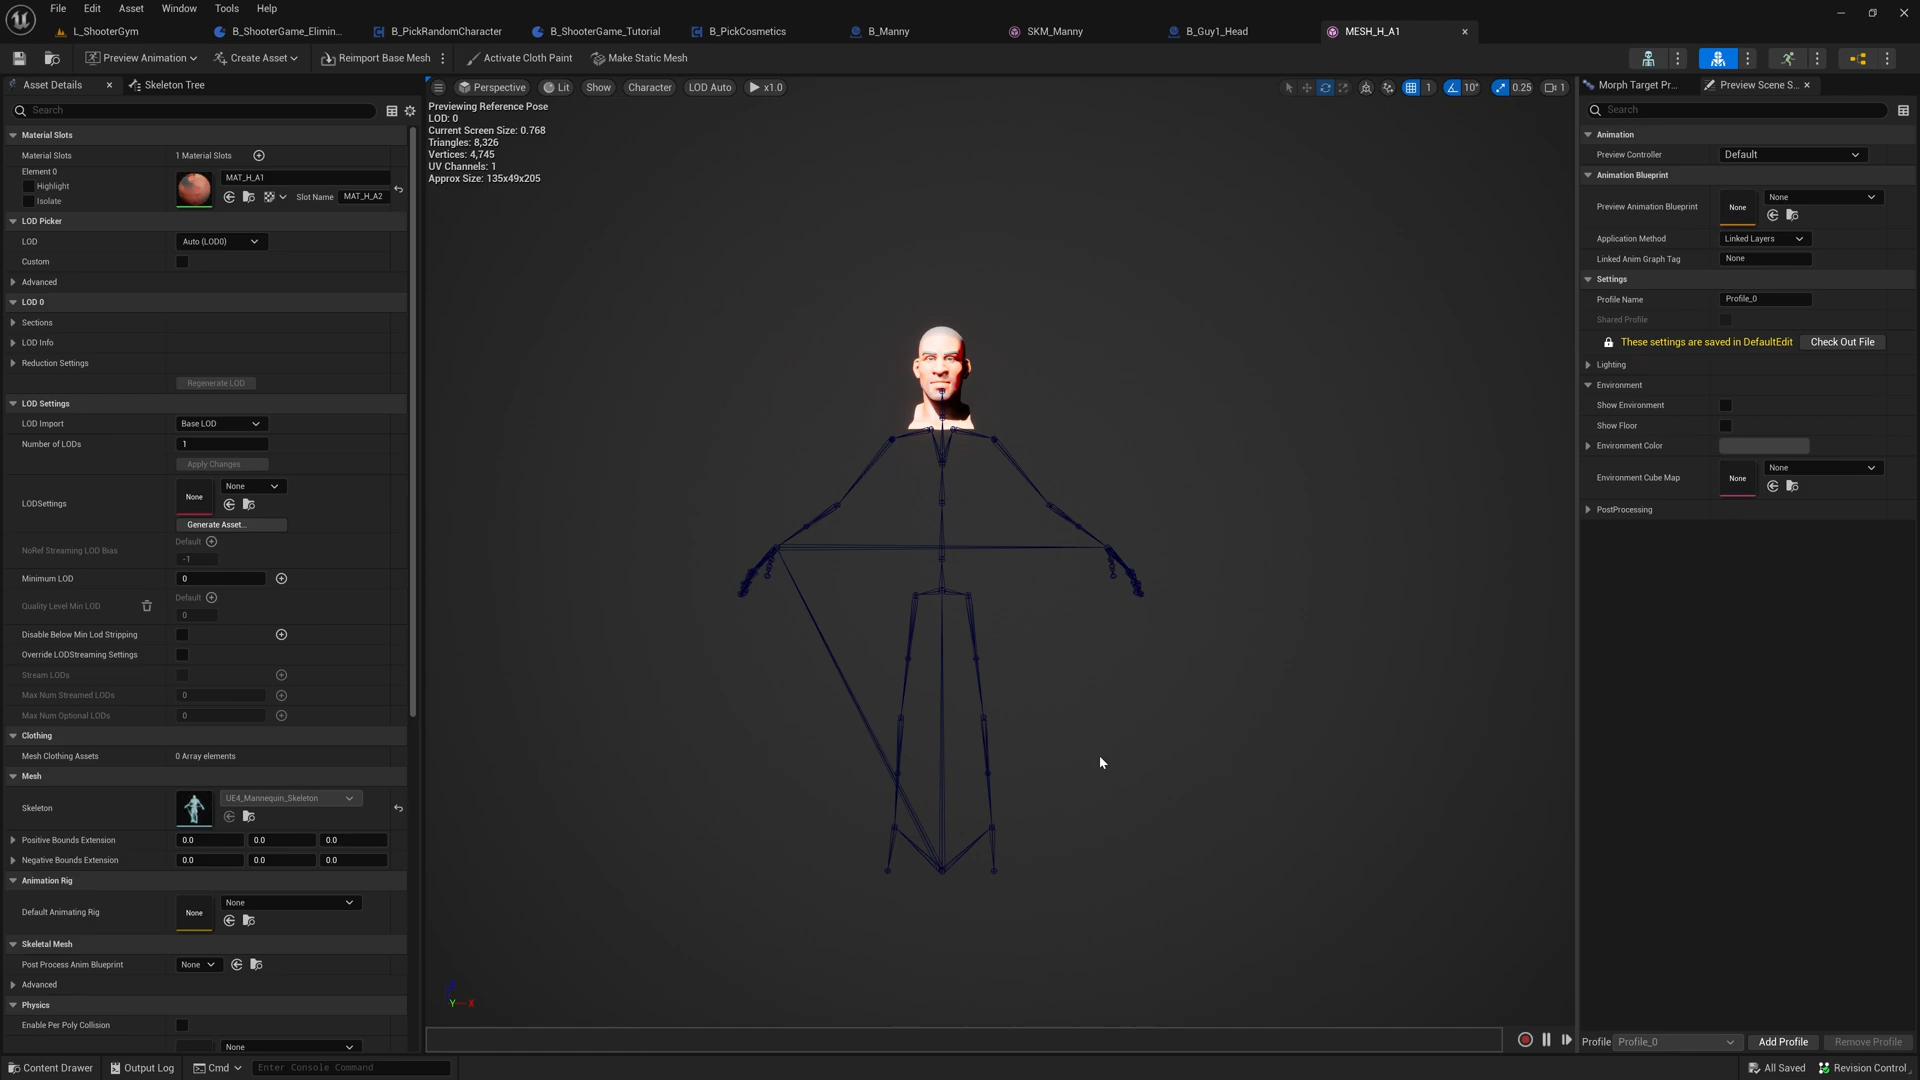 File Edit Asset Window Tools Help
L_ShooterGym B_ShooterGame_Elimin... B_PickRandomCharacter B_ShooterGame_Tutorial B_PickCosmetics B_Manny SKM_Manny B_Guy1_Head MESH_H_A1
Preview Animation Create Asset Reimport Base Mesh Activate Cloth Paint Make Static Mesh
Asset Details Skeleton Tree
Search
Material Slots
Material Slots 1 Material Slots
Element 0
Highlight
Isolate
MAT_H_A1
Slot Name MAT_H_A2
LOD Picker
LOD Auto (LOD0)
Custom
Advanced
LOD 0
Sections
LOD Info
Reduction Settings
Regenerate LOD
LOD Settings
LOD Import Base LOD
Number of LODs 1
Apply Changes
LODSettings None None
Generate Asset...
NoRef Streaming LOD Bias Default
-1
Minimum LOD 0
Quality Level Min LOD Default
0
Disable Below Min Lod Stripping
Override LODStreaming Settings
Stream LODs
Max Num Streamed LODs 0
Max Num Optional LODs 0
Clothing
Mesh Clothing Assets 0 Array elements
Mesh
Skeleton UE4_Mannequin_Skeleton
Positive Bounds Extension 0.0 0.0 0.0
Negative Bounds Extension 0.0 0.0 0.0
Animation Rig
Default Animating Rig None None
Skeletal Mesh
Post Process Anim Blueprint None
Advanced
Physics
Enable Per Poly Collision
None
Perspective Lit Show Character LOD Auto x1.0 1 10° 0.25 1
Previewing Reference Pose
LOD: 0
Current Screen Size: 0.768
Triangles: 8,326
Vertices: 4,745
UV Channels: 1
Approx Size: 135x49x205
Z
Y X
Morph Target Pr... Preview Scene S...
Search
Animation
Preview Controller Default
Animation Blueprint
Preview Animation Blueprint None None
Application Method Linked Layers
Linked Anim Graph Tag None
Settings
Profile Name Profile_0
Shared Profile
These settings are saved in DefaultEdit Check Out File
Lighting
Environment
Show Environment
Show Floor
Environment Color
Environment Cube Map None None
PostProcessing
Profile Profile_0 Add Profile Remove Profile
Content Drawer Output Log Cmd Enter Console Command All Saved Revision Control